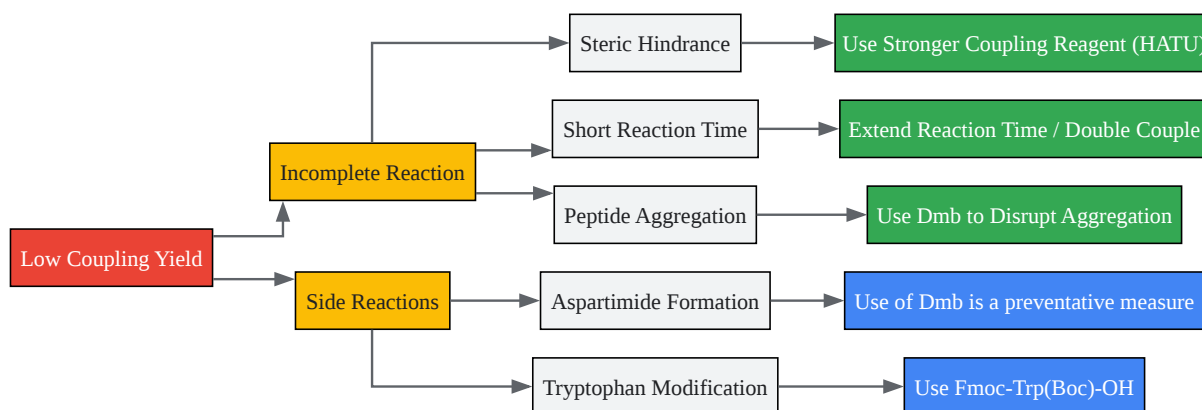 Low Coupling Yield
Incomplete Reaction
Steric Hindrance
Use Stronger Coupling Reagent (HATU)
Short Reaction Time
Extend Reaction Time / Double Couple
Peptide Aggregation
Use Dmb to Disrupt Aggregation
Side Reactions
Aspartimide Formation
Use of Dmb is a preventative measure
Tryptophan Modification
Use Fmoc-Trp(Boc)-OH